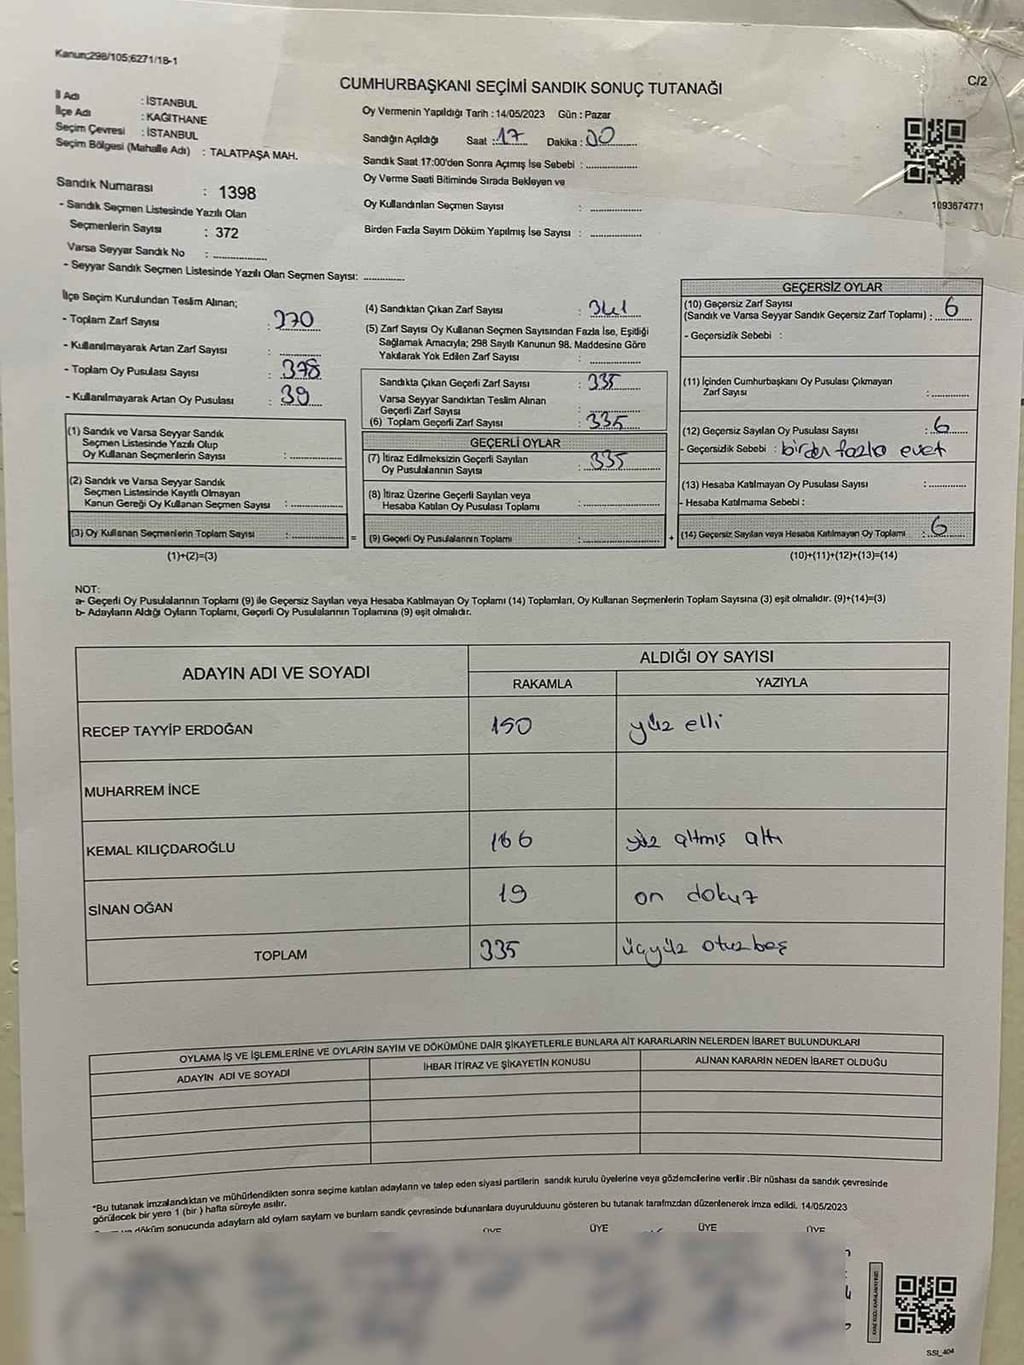 Kanun;298/105;6271/18-1
CUMHURBAŞKANI SEÇİMİ SANDIK SONUÇ TUTANAĞI
C/2
İl Adı : İSTANBUL
İlçe Adı : KAĞITHANE
Seçim Çevresi : İSTANBUL
Seçim Bölgesi (Mahalle Adı) : TALATPAŞA MAH.
Oy Vermenin Yapıldığı Tarih : 14/05/2023 Gün : Pazar
Sandığın Açıldığı Saat : 17 Dakika : 00
Sandık Saat 17:00'den Sonra Açımış İse Sebebi :
Oy Verme Saati Bitiminde Sırada Bekleyen ve
Oy Kullandırılan Seçmen Sayısı :
Birden Fazla Sayım Döküm Yapılmış İse Sayısı :
1093674771
Sandık Numarası : 1398
- Sandık Seçmen Listesinde Yazılı Olan
Seçmenlerin Sayısı : 372
Varsa Seyyar Sandık No :
- Seyyar Sandık Seçmen Listesinde Yazılı Olan Seçmen Sayısı:
İlçe Seçim Kurulundan Teslim Alınan;
- Toplam Zarf Sayısı : 370
- Kullanılmayarak Artan Zarf Sayısı :
- Toplam Oy Pusulası Sayısı : 378
- Kullanılmayarak Artan Oy Pusulası : 39
(1) Sandık ve Varsa Seyyar Sandık
Seçmen Listesinde Yazılı Olup
Oy Kullanan Seçmenlerin Sayısı :
(2) Sandık ve Varsa Seyyar Sandık
Seçmen Listesinde Kayıtlı Olmayan
Kanun Gereği Oy Kullanan Seçmen Sayısı :
(3) Oy Kullanan Seçmenlerin Toplam Sayısı :
(1)+(2)=(3)
(4) Sandıktan Çıkan Zarf Sayısı : 341
(5) Zarf Sayısı Oy Kullanan Seçmen Sayısından Fazla İse, Eşitliği
Sağlamak Amacıyla; 298 Sayılı Kanunun 98. Maddesine Göre
Yakılarak Yok Edilen Zarf Sayısı :
Sandıkta Çıkan Geçerli Zarf Sayısı : 335
Varsa Seyyar Sandıktan Teslim Alınan
Geçerli Zarf Sayısı :
(6) Toplam Geçerli Zarf Sayısı : 335
GEÇERLİ OYLAR
(7) İtiraz Edilmeksizin Geçerli Sayılan
Oy Pusulalarının Sayısı : 335
(8) İtiraz Üzerine Geçerli Sayılan veya
Hesaba Katılan Oy Pusulası Toplamı :
=
(9) Geçerli Oy Pusulalarının Toplamı :
+
GEÇERSİZ OYLAR
(10) Geçersiz Zarf Sayısı
(Sandık ve Varsa Seyyar Sandık Geçersiz Zarf Toplamı) : 6
- Geçersizlik Sebebi :
(11) İçinden Cumhurbaşkanı Oy Pusulası Çıkmayan
Zarf Sayısı :
(12) Geçersiz Sayılan Oy Pusulası Sayısı : 6
- Geçersizlik Sebebi : birden fazla evet
(13) Hesaba Katılmayan Oy Pusulası Sayısı :
- Hesaba Katılmama Sebebi :
(14) Geçersiz Sayılan veya Hesaba Katılmayan Oy Toplamı : 6
(10)+(11)+(12)+(13)=(14)
NOT:
a- Geçerli Oy Pusulalarının Toplamı (9) ile Geçersiz Sayılan veya Hesaba Katılmayan Oy Toplamı (14) Toplamları, Oy Kullanan Seçmenlerin Toplam Sayısına (3) eşit olmalıdır. (9)+(14)=(3)
b- Adayların Aldığı Oyların Toplamı, Geçerli Oy Pusulalarının Toplamına (9) eşit olmalıdır.
ADAYIN ADI VE SOYADI
ALDIĞI OY SAYISI
RAKAMLA YAZIYLA
RECEP TAYYİP ERDOĞAN 150 yüz elli
MUHARREM İNCE
KEMAL KILIÇDAROĞLU 166 yüz altmış altı
SİNAN OĞAN 19 on dokuz
TOPLAM 335 üçyüz otuz beş
OYLAMA İŞ VE İŞLEMLERİNE VE OYLARIN SAYIM VE DÖKÜMÜNE DAİR ŞİKAYETLERLE BUNLARA AİT KARARLARIN NELERDEN İBARET BULUNDUKLARI
ADAYIN ADI VE SOYADI İHBAR İTİRAZ VE ŞİKAYETİN KONUSU ALINAN KARARIN NEDEN İBARET OLDUĞU
*Bu tutanak imzalandıktan ve mühürlendikten sonra seçime katılan adayların ve talep eden siyasi partilerin sandık kurulu üyelerine veya gözlemcilerine verilir .Bir nüshası da sandık çevresinde
görülecek bir yere 1 (bir ) hafta süreyle asılır.
döküm sonucunda adayların ald oyların sayları ve bunların sandk çevresinde bulunanlara duyurulduunu gösteren bu tutanak tarafımzdan düzenlenerek imza edildi. 14/05/2023
ÜYE ÜYE ÜYE ÜYE
SSI_404